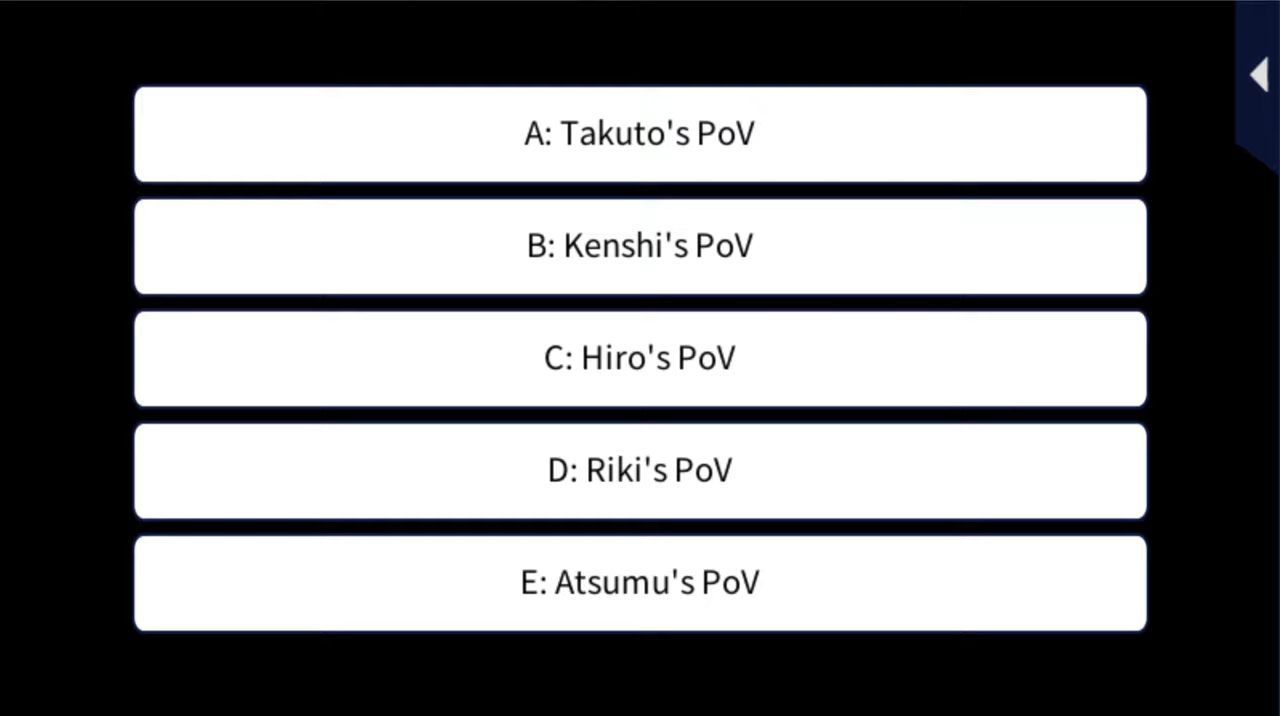 A: Takuto's PoV
B: Kenshi's PoV
C: Hiro's PoV
D: Riki's PoV
E: Atsumu's PoV